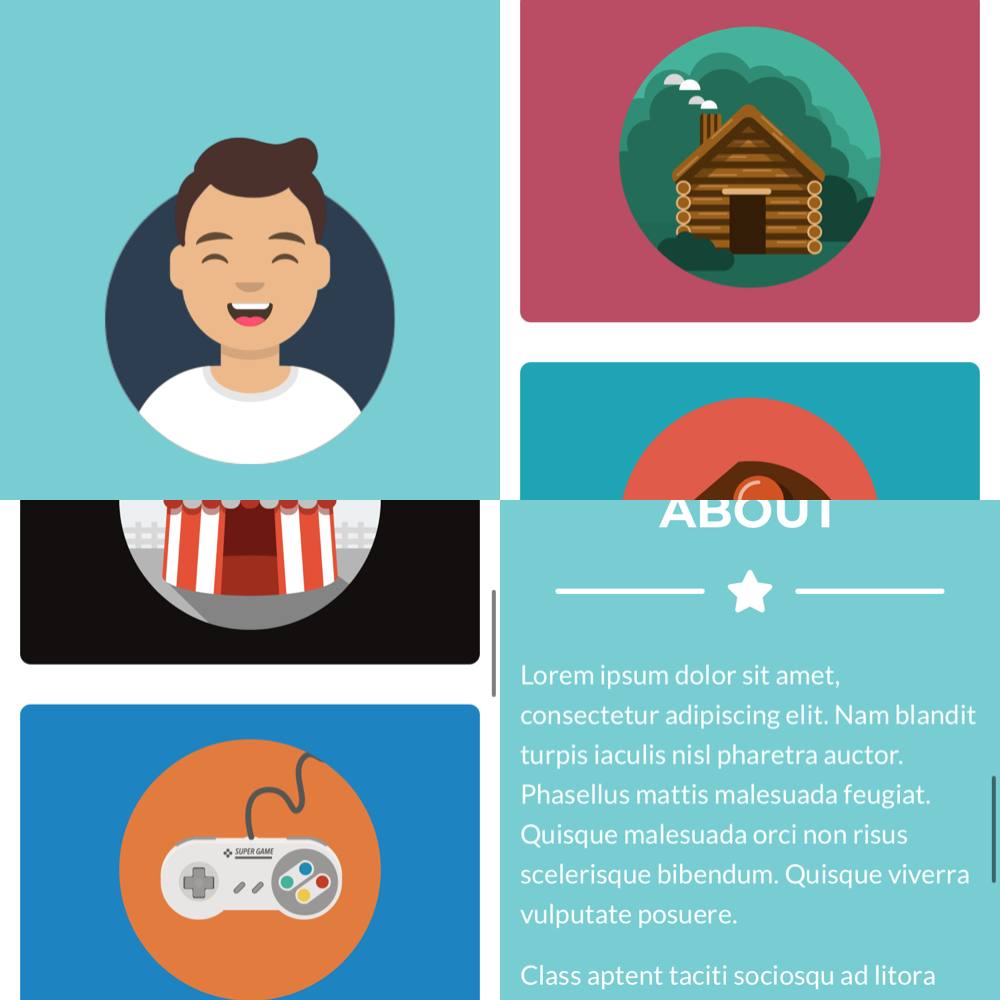 SUPER GAME
ABOUT
Lorem ipsum dolor sit amet,
consectetur adipiscing elit. Nam blandit
turpis iaculis nisl pharetra auctor.
Phasellus mattis malesuada feugiat.
Quisque malesuada orci non risus
scelerisque bibendum. Quisque viverra
vulputate posuere.
Class aptent taciti sociosqu ad litora